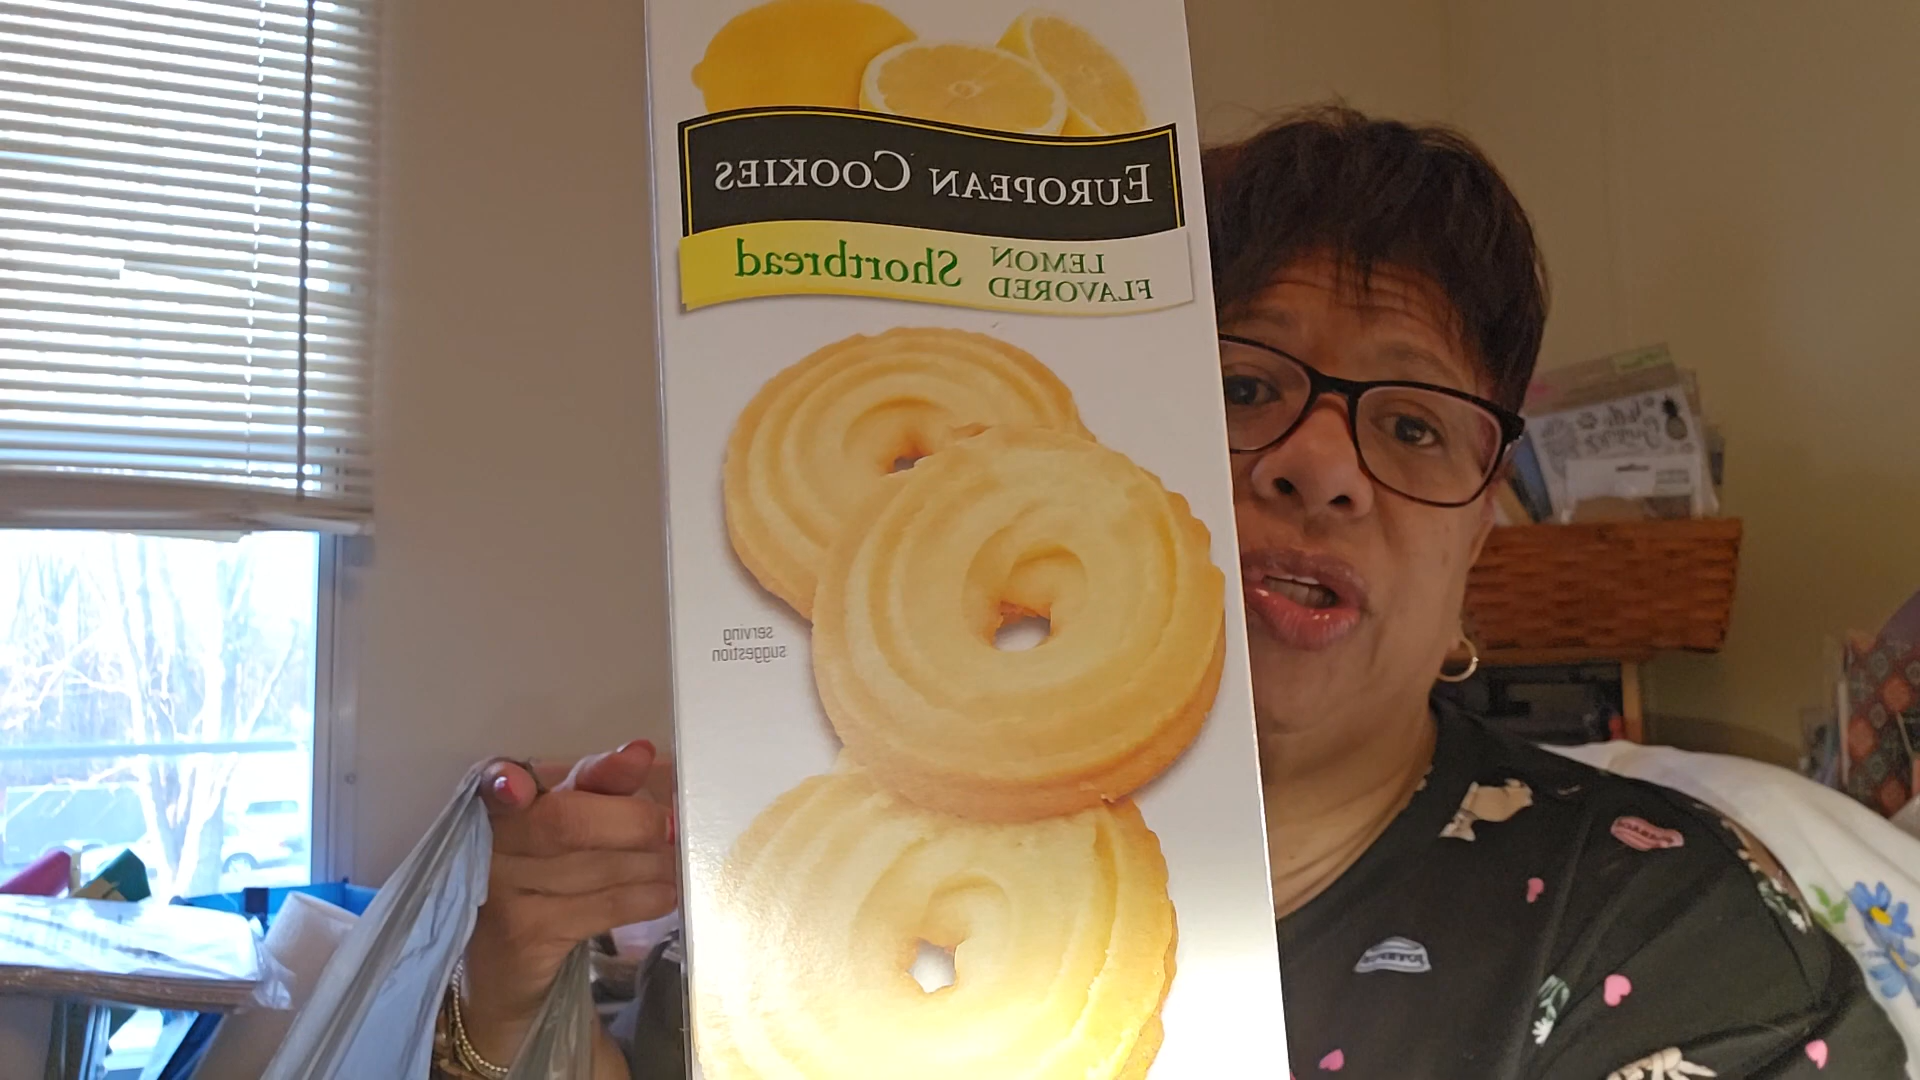 EUROPEAN COOKIES
LEMON
FLAVORED
Shortbread
serving
suggestion